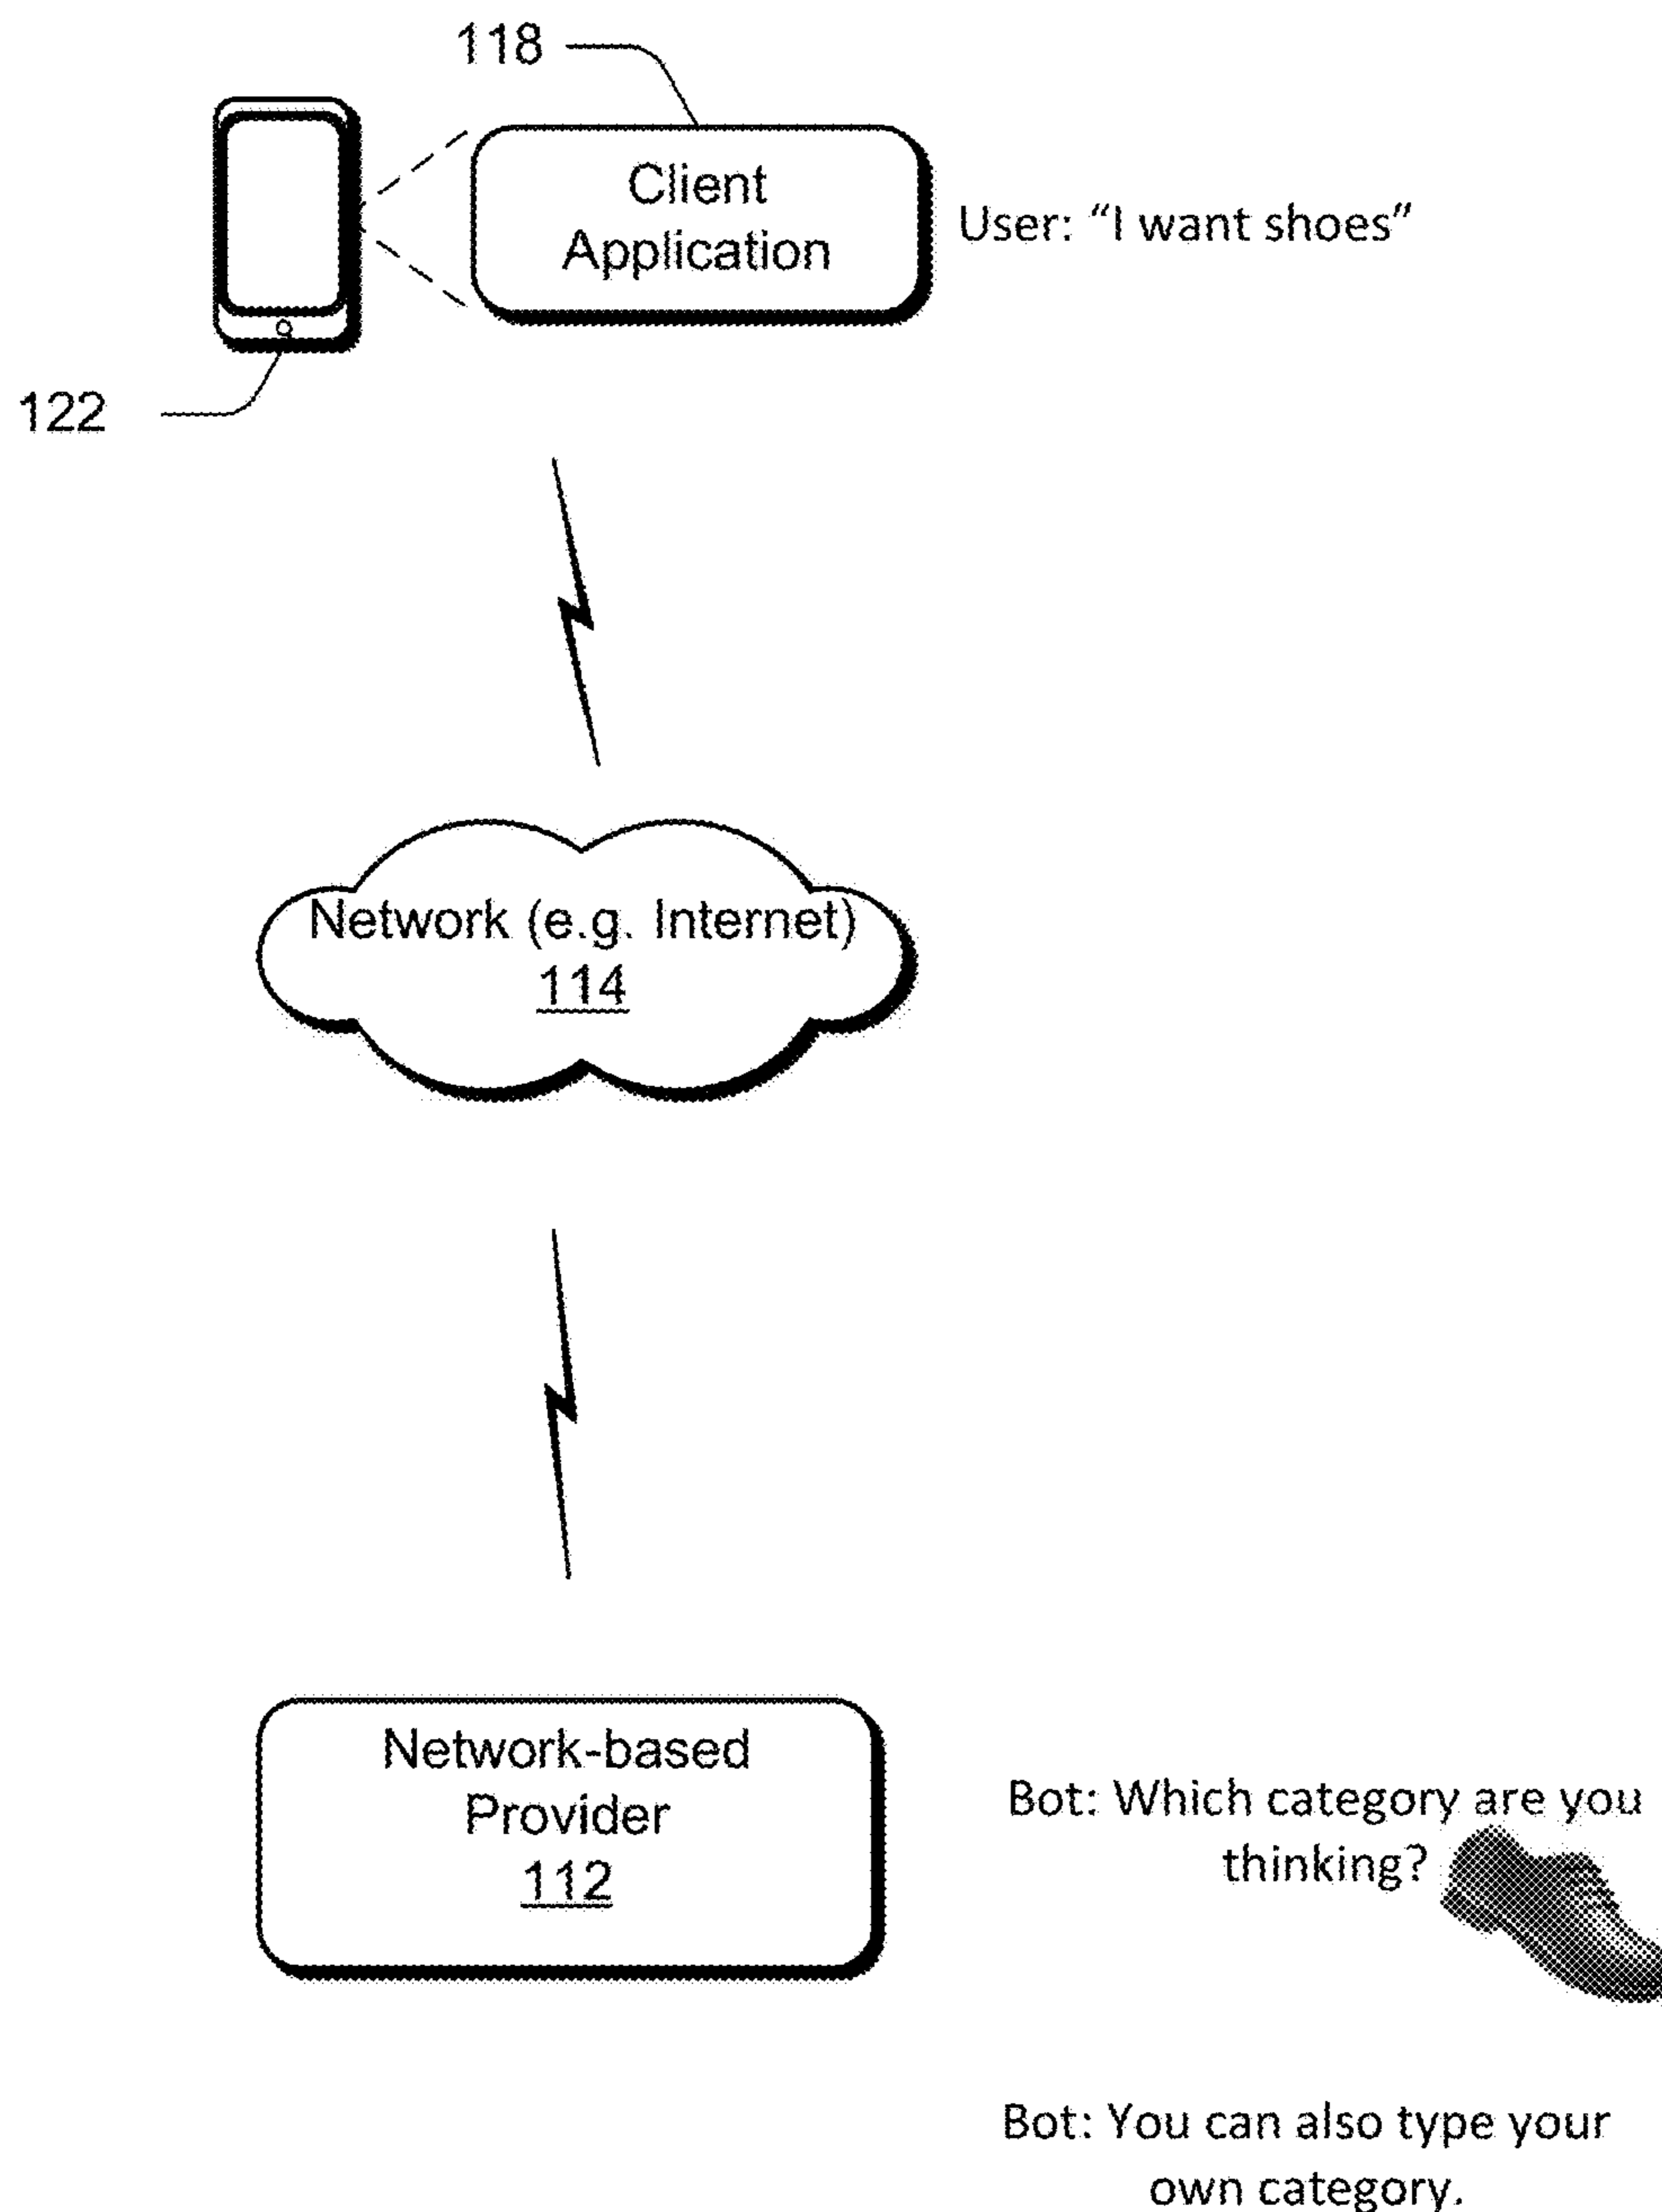 118
Client
Application
User: “I want shoes”
122
Network (e.g. Internet)
114
Network-based
Provider
112
Bot: Which category are you
thinking?
Bot: You can also type your
own category.